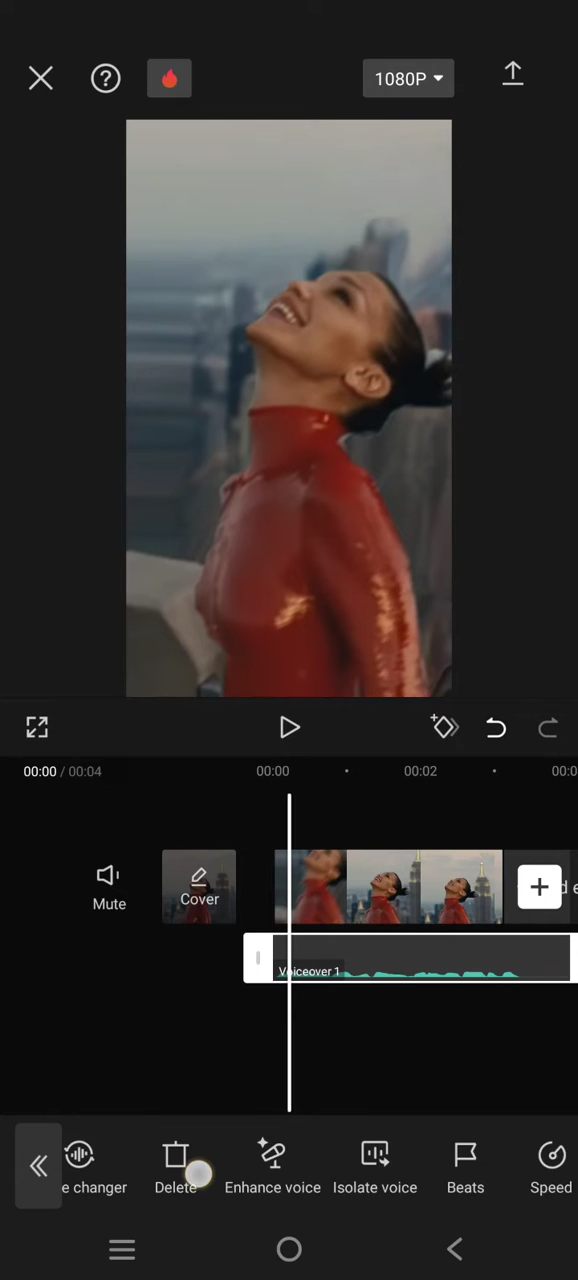 1080P
00:00 / 00:04
00:00
00:02
00:0
Mute
Cover
d e
Voiceover 1
e changer
Delete
Enhance voice
Isolate voice
Beats
Speed